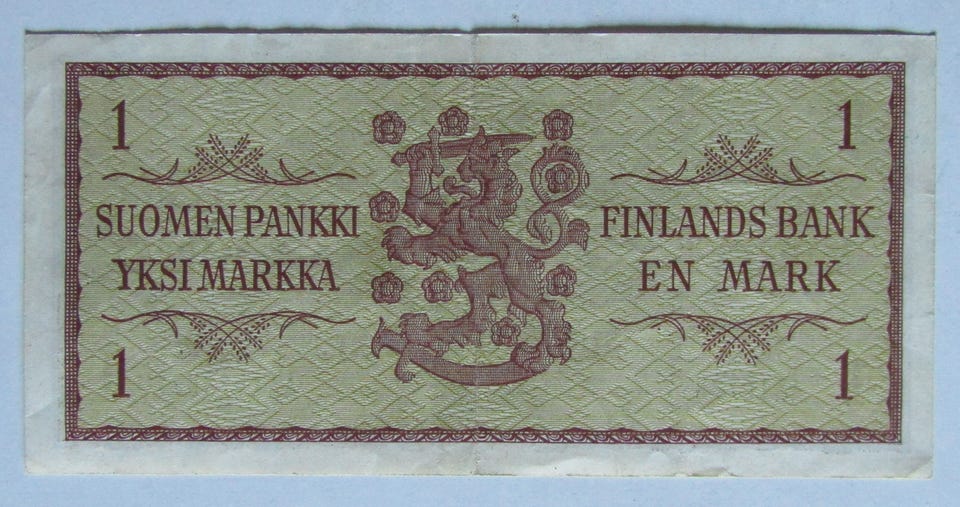 1
1
SUOMEN PANKKI
YKSI MARKKA
FINLANDS BANK
EN MARK
1
1